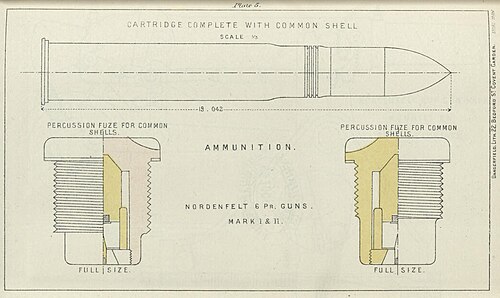 Plate 5.
CARTRIDGE COMPLETE WITH COMMON SHELL
SCALE 1/3
19.042
PERCUSSION FUZE FOR COMMON
SHELLS.
PERCUSSION FUZE FOR COMMON
SHELLS.
AMMUNITION.
NORDENFELT 6 PR. GUNS.
MARK I & II.
FULL SIZE.
FULL SIZE.
DANGERFIELD, LITH. 22, BEDFORD ST COVENT GARDEN.